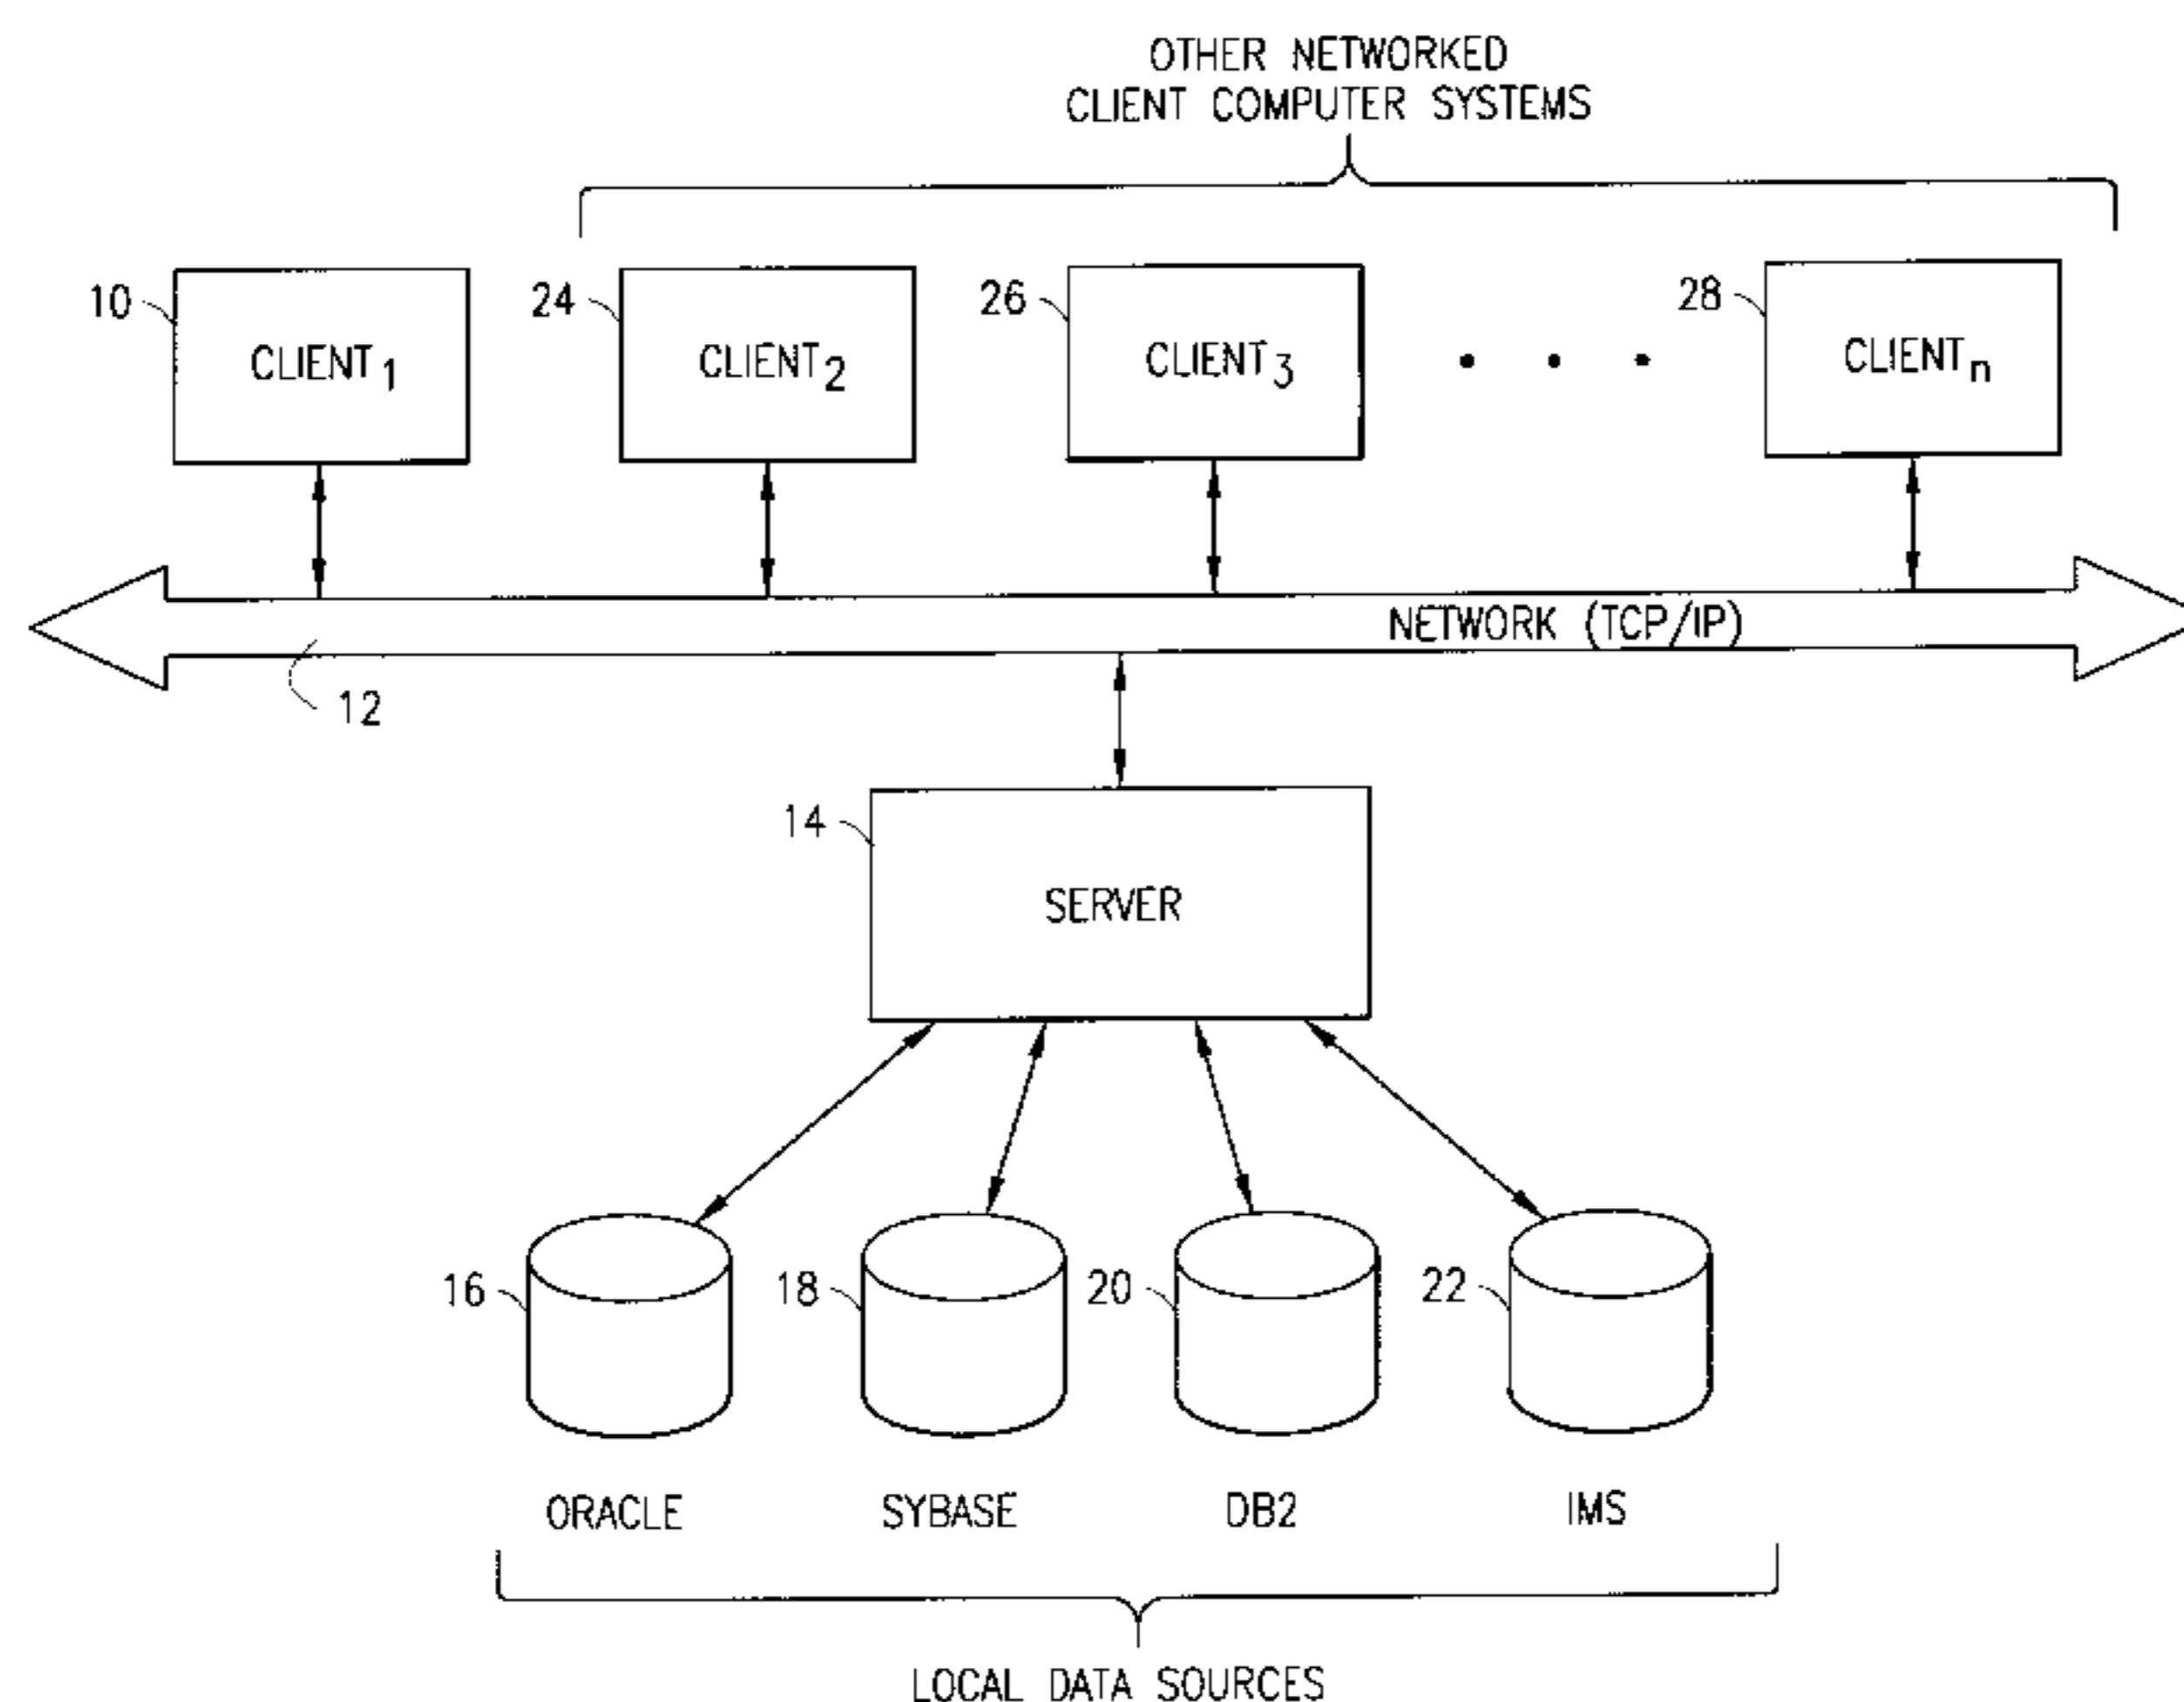 OTHER NETWORKED
CLIENT COMPUTER SYSTEMS
10
24
26
28
CLIENT1
CLIENT2
CLIENT3
. . .
CLIENTn
NETWORK (TCP/IP)
12
14
SERVER
16
18
20
22
ORACLE
SYBASE
DB2
IMS
LOCAL DATA SOURCES